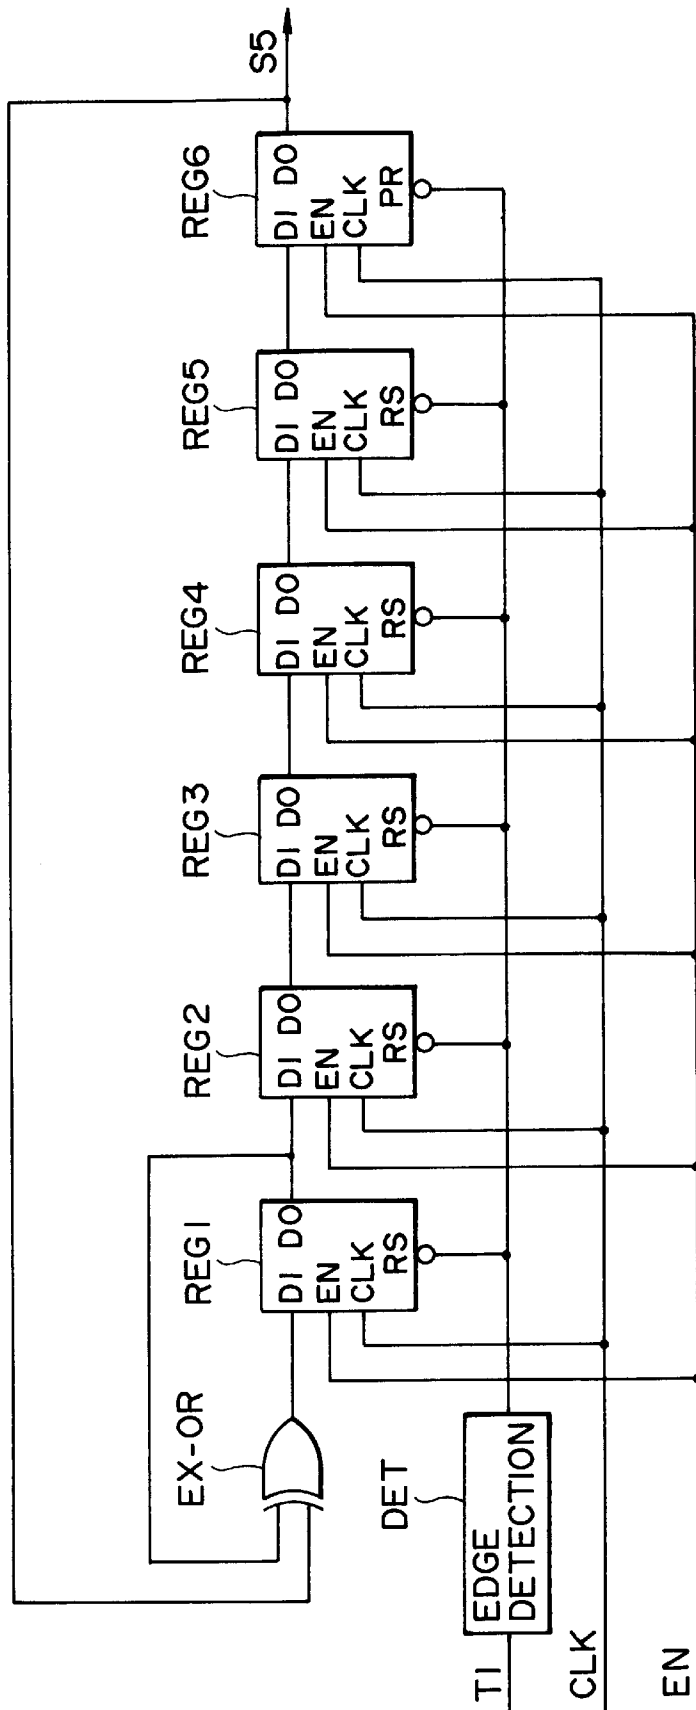 EX-OR
REG1
REG2
REG3
REG4
REG5
REG6
DI DO
EN
CLK
RS
DI DO
EN
CLK
RS
DI DO
EN
CLK
RS
DI DO
EN
CLK
RS
DI DO
EN
CLK
RS
DI DO
EN
CLK
PR
S5
DET
EDGE
DETECTION
TI
CLK
EN